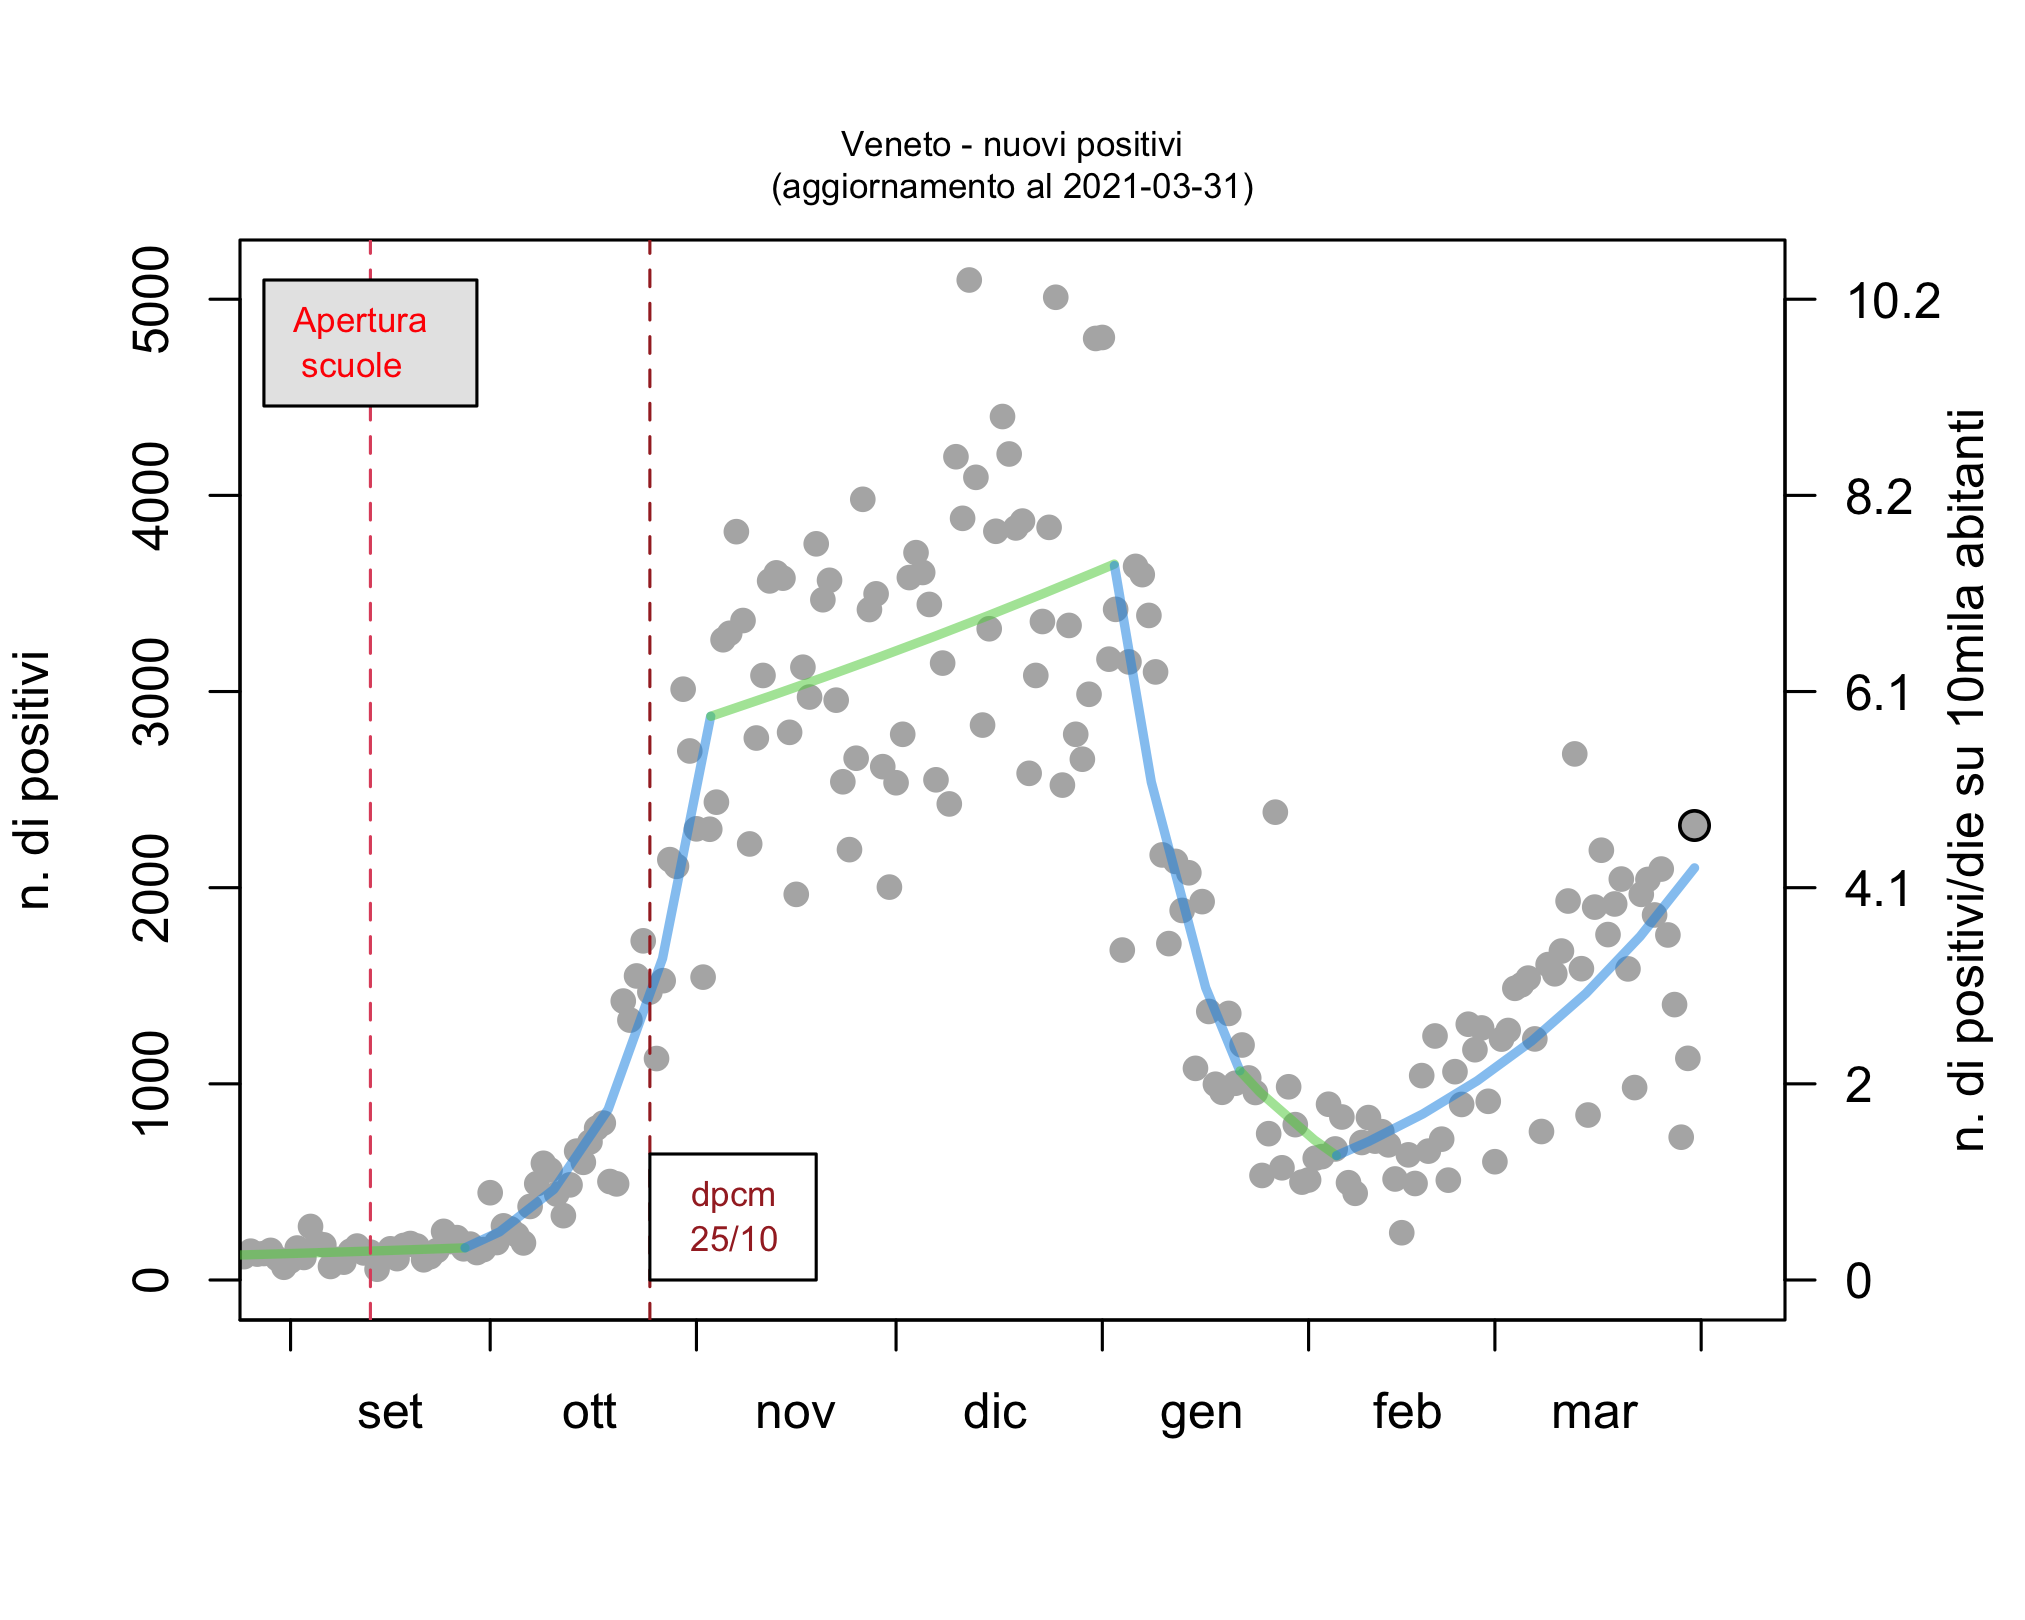 Veneto - nuovi positivi
(aggiornamento al 2021-03-31)
n. di positivi
5000
4000
3000
2000
1000
0
Apertura
scuole
dpcm
25/10
10.2
8.2
6.1
4.1
2
0
n. di positivi/die su 10mila abitanti
set ott nov dic gen feb mar